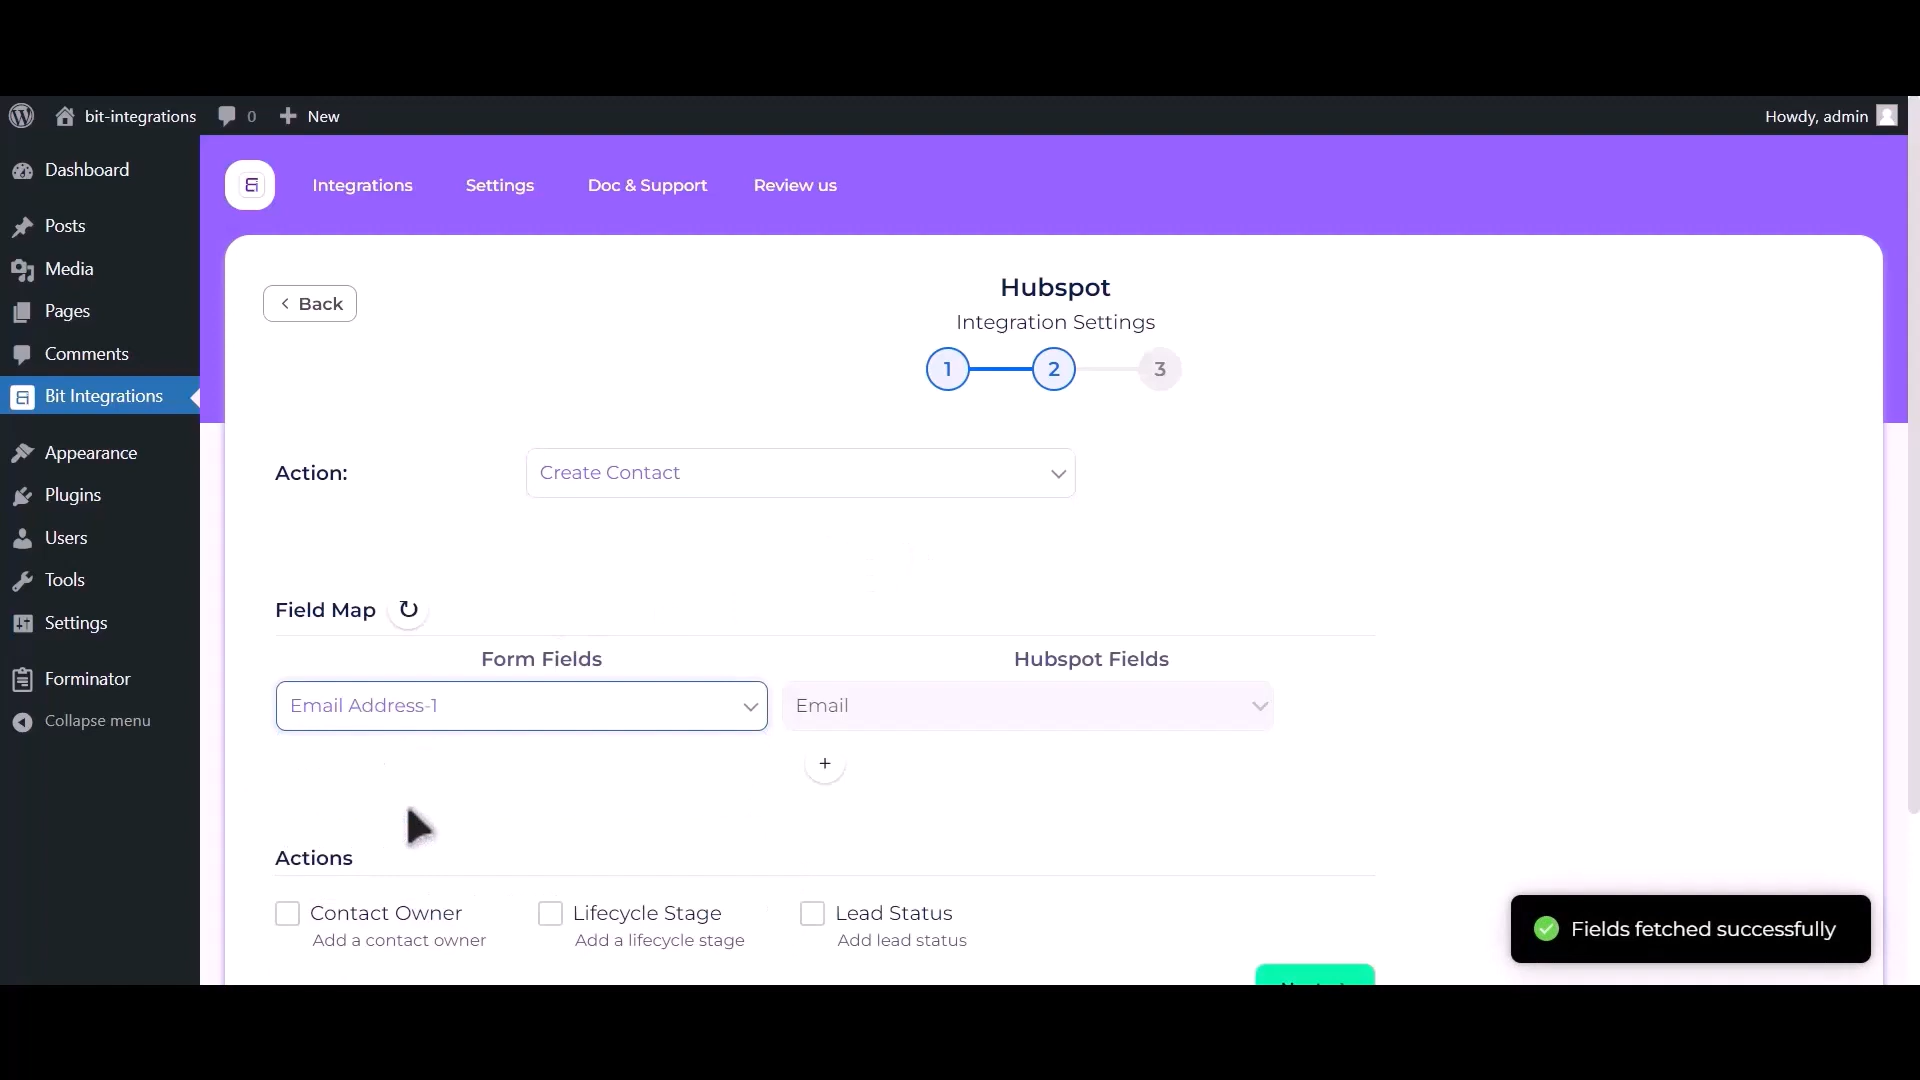 bit-integrations 0 New Howdy, admin
Dashboard
Posts
Media
Pages
Comments
Bit Integrations
Appearance
Plugins
Users
Tools
Settings
Forminator
Collapse menu
Integrations Settings Doc & Support Review us
Back
Hubspot
Integration Settings
1 2 3
Action: Create Contact
Field Map
Form Fields Hubspot Fields
Email Address-1 Email
+
Actions
Contact Owner Lifecycle Stage Lead Status
Add a contact owner Add a lifecycle stage Add lead status
Fields fetched successfully